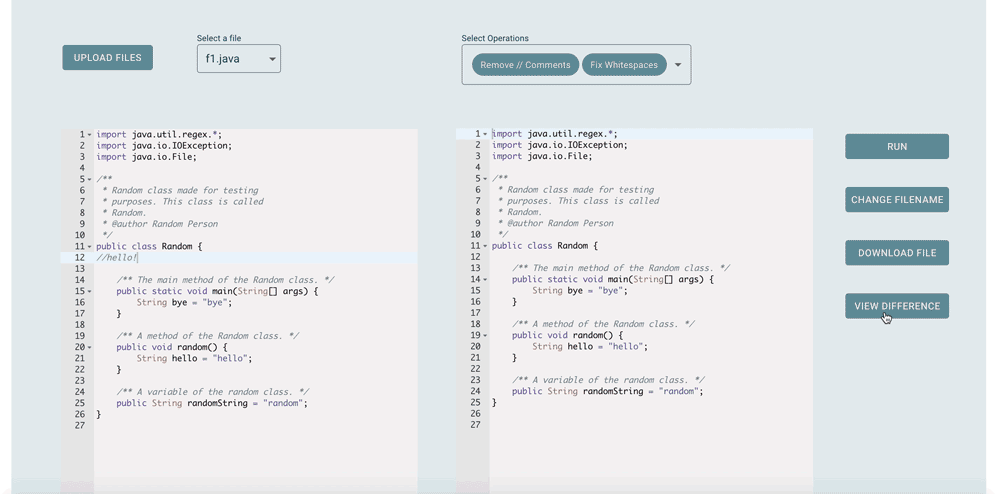 Select a file
Select Operations
UPLOAD FILES
f1.java
Remove // Comments
Fix Whitespaces
1 import java.util.regex.*;
2 import java.io.IOException;
3 import java.io.File;
4
5 /**
6 * Random class made for testing
7 * purposes. This class is called
8 * Random.
9 * @author Random Person
10 */
11 public class Random {
12 //hello!
13
14 /** The main method of the Random class. */
15 public static void main(String[] args) {
16 String bye = "bye";
17 }
18
19 /** A method of the Random class. */
20 public void random() {
21 String hello = "hello";
22 }
23
24 /** A variable of the random class. */
25 public String randomString = "random";
26 }
27
1 import java.util.regex.*;
2 import java.io.IOException;
3 import java.io.File;
4
5 /**
6 * Random class made for testing
7 * purposes. This class is called
8 * Random.
9 * @author Random Person
10 */
11 public class Random {
12
13 /** The main method of the Random class. */
14 public static void main(String[] args) {
15 String bye = "bye";
16 }
17
18 /** A method of the Random class. */
19 public void random() {
20 String hello = "hello";
21 }
22
23 /** A variable of the random class. */
24 public String randomString = "random";
25 }
26
27
RUN
CHANGE FILENAME
DOWNLOAD FILE
VIEW DIFFERENCE